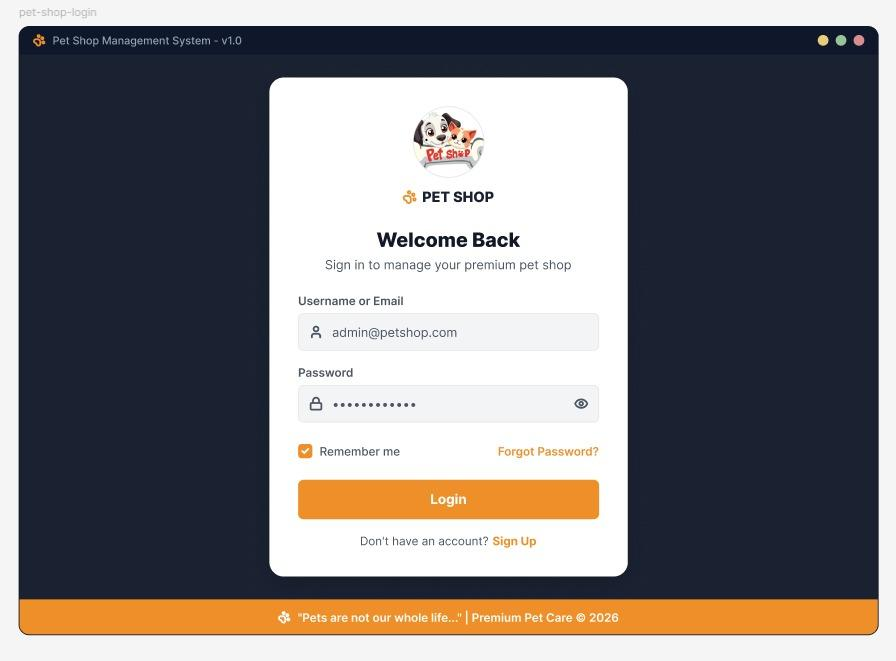 pet-shop-login
Pet Shop Management System - v1.0
Pet Shop
PET SHOP
Welcome Back
Sign in to manage your premium pet shop
Username or Email
admin@petshop.com
Password
••••••••••••
Remember me
Forgot Password?
Login
Don't have an account? Sign Up
"Pets are not our whole life..." | Premium Pet Care © 2026